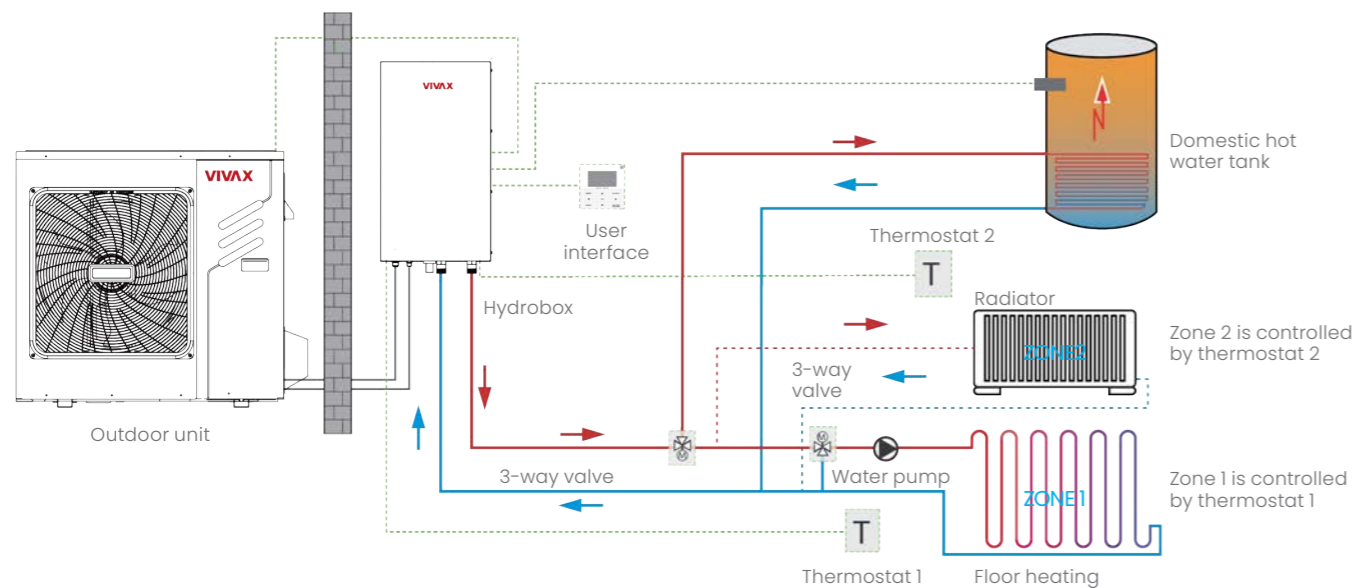 VIVAX
VIVAX
Domestic hot
water tank
User
interface
Thermostat 2
T
Hydrobox
Radiator
ZONE2
Zone 2 is controlled
by thermostat 2
3-way
valve
Outdoor unit
M
M
3-way valve
Water pump
ZONE1
Zone 1 is controlled
by thermostat 1
T
Thermostat 1
Floor heating